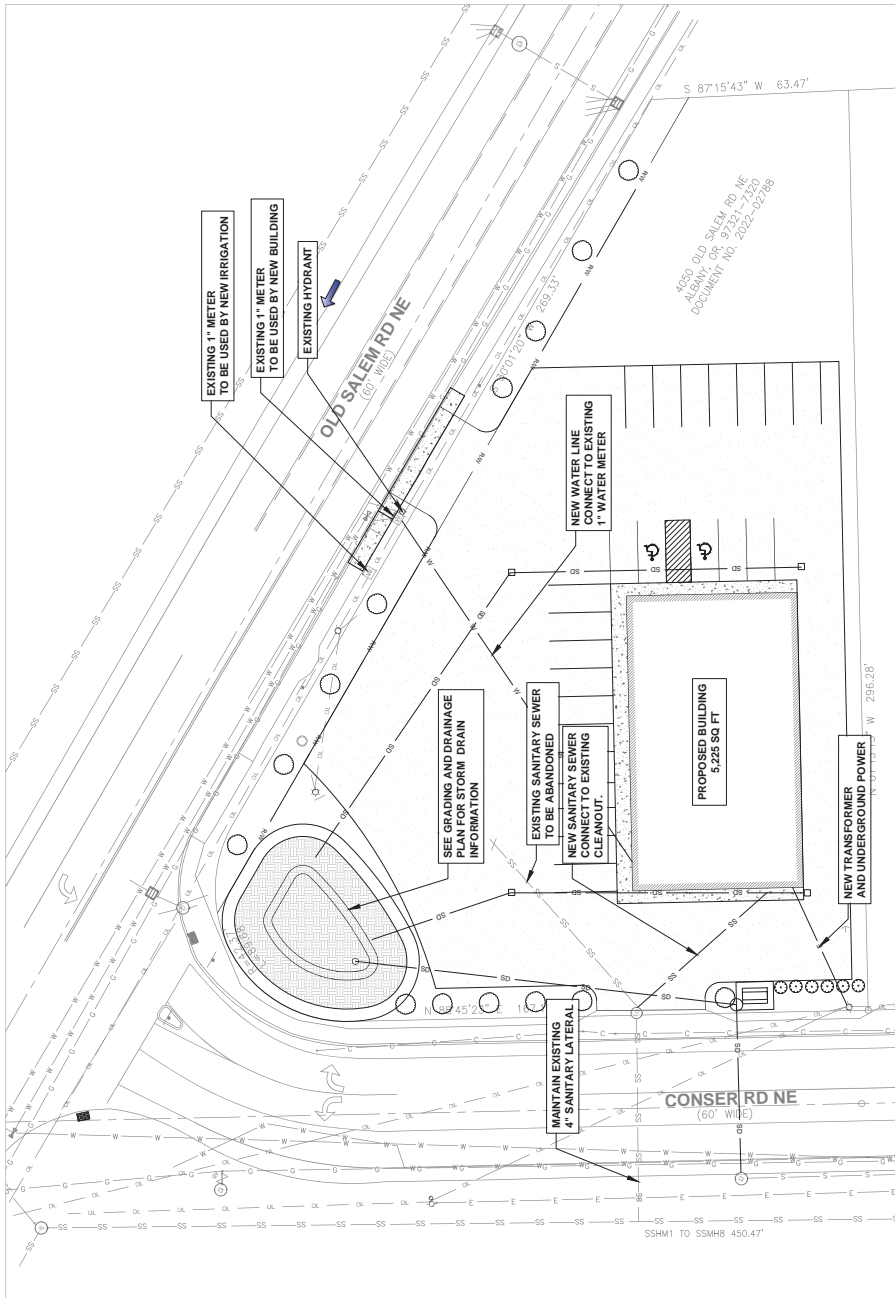 S 87°15'43" W 63.47'
4050 OLD SALEM RD NE
ALBANY, OR, 97321-7320
DOCUMENT NO. 2022-02788
EXISTING 1" METER
TO BE USED BY NEW IRRIGATION
EXISTING 1" METER
TO BE USED BY NEW BUILDING
EXISTING HYDRANT
OLD SALEM RD NE
(60' WIDE)
269.33'
NEW WATER LINE
CONNECT TO EXISTING
1" WATER METER
SEE GRADING AND DRAINAGE
PLAN FOR STORM DRAIN
INFORMATION
EXISTING SANITARY SEWER
TO BE ABANDONED
NEW SANITARY SEWER
CONNECT TO EXISTING
CLEANOUT.
PROPOSED BUILDING
5,225 SQ FT
296.28'
NEW TRANSFORMER
AND UNDERGROUND POWER
MAINTAIN EXISTING
4" SANITARY LATERAL
CONSER RD NE
(60' WIDE)
SSHM1 TO SSMH8 450.47'